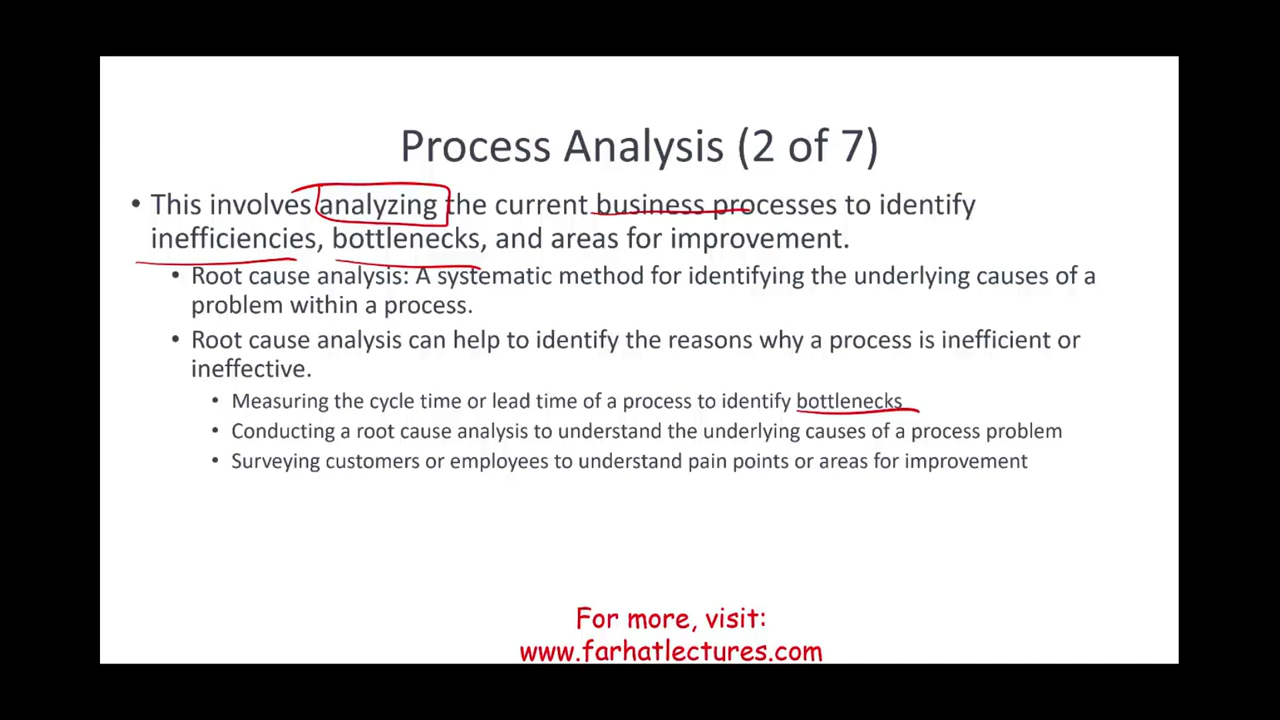 Process Analysis (2 of 7)
• This involves analyzing the current business processes to identify
inefficiencies, bottlenecks, and areas for improvement.
• Root cause analysis: A systematic method for identifying the underlying causes of a
problem within a process.
• Root cause analysis can help to identify the reasons why a process is inefficient or
ineffective.
• Measuring the cycle time or lead time of a process to identify bottlenecks
• Conducting a root cause analysis to understand the underlying causes of a process problem
• Surveying customers or employees to understand pain points or areas for improvement
For more, visit:
www.farhatlectures.com